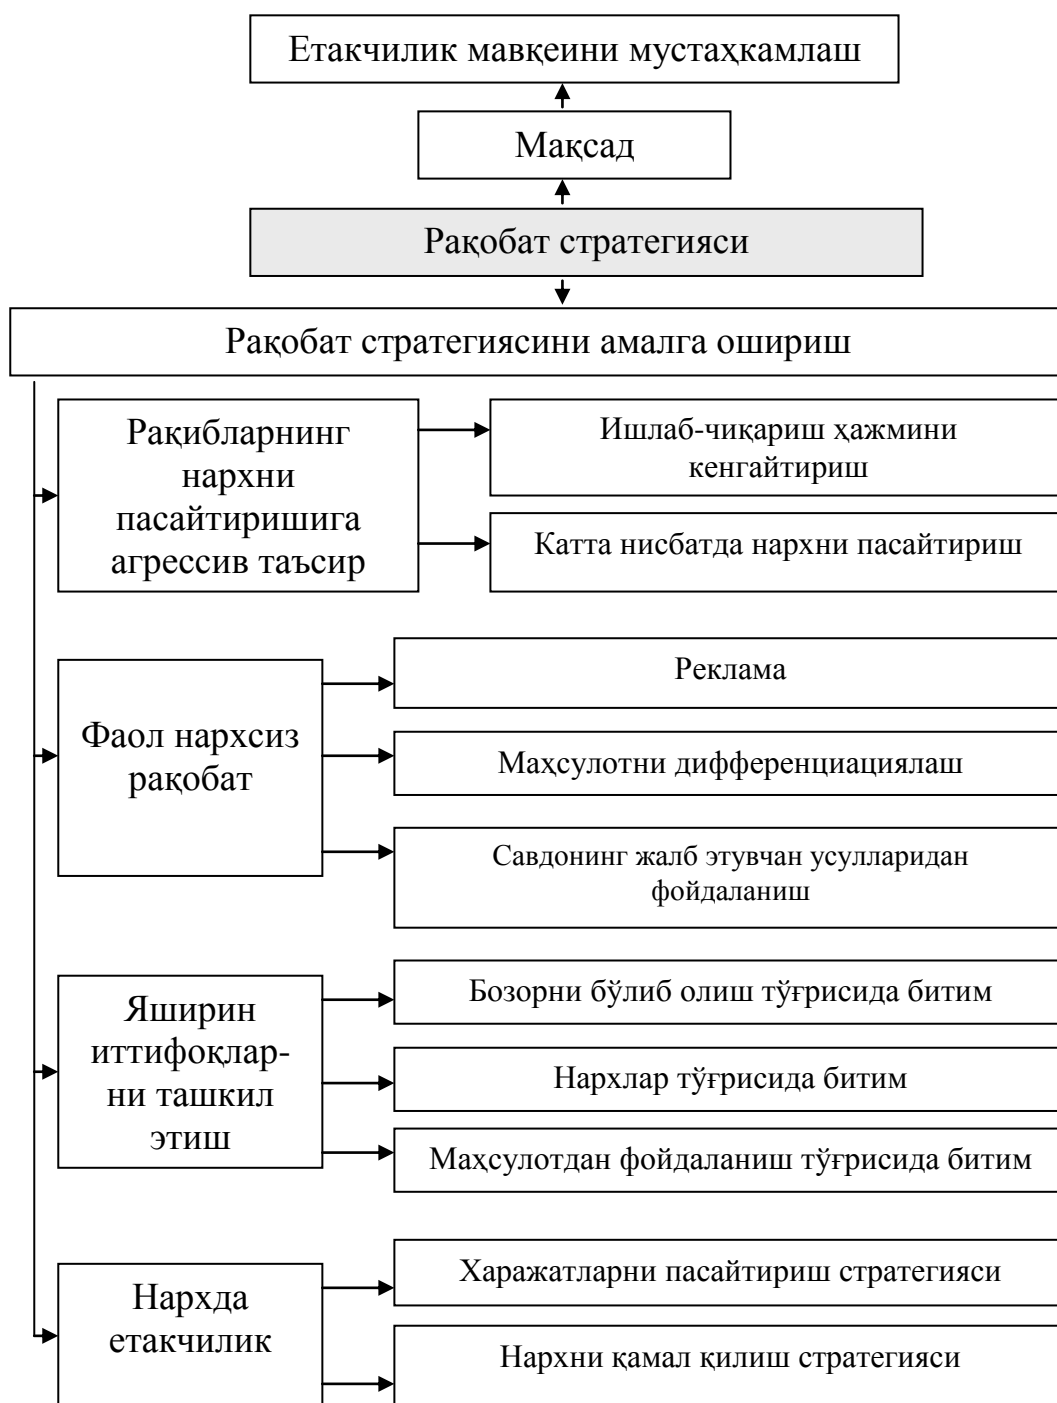 Етакчилик мавқеини мустаҳкамлаш
Мақсад
Рақобат стратегияси
Рақобат стратегиясини амалга ошириш
Рақибларнинг
нархни
пасайтиришига
агрессив таъсир
Ишлаб-чиқариш ҳажмини
кенгайтириш
Катта нисбатда нархни пасайтириш
Фаол нархсиз
рақобат
Реклама
Маҳсулотни дифференциациялаш
Савдонинг жалб этувчан усулларидан
фойдаланиш
Яширин
иттифоқлар-
ни ташкил
этиш
Бозорни бўлиб олиш тўғрисида битим
Нархлар тўғрисида битим
Маҳсулотдан фойдаланиш тўғрисида битим
Нархда
етакчилик
Харажатларни пасайтириш стратегияси
Нархни қамал қилиш стратегияси